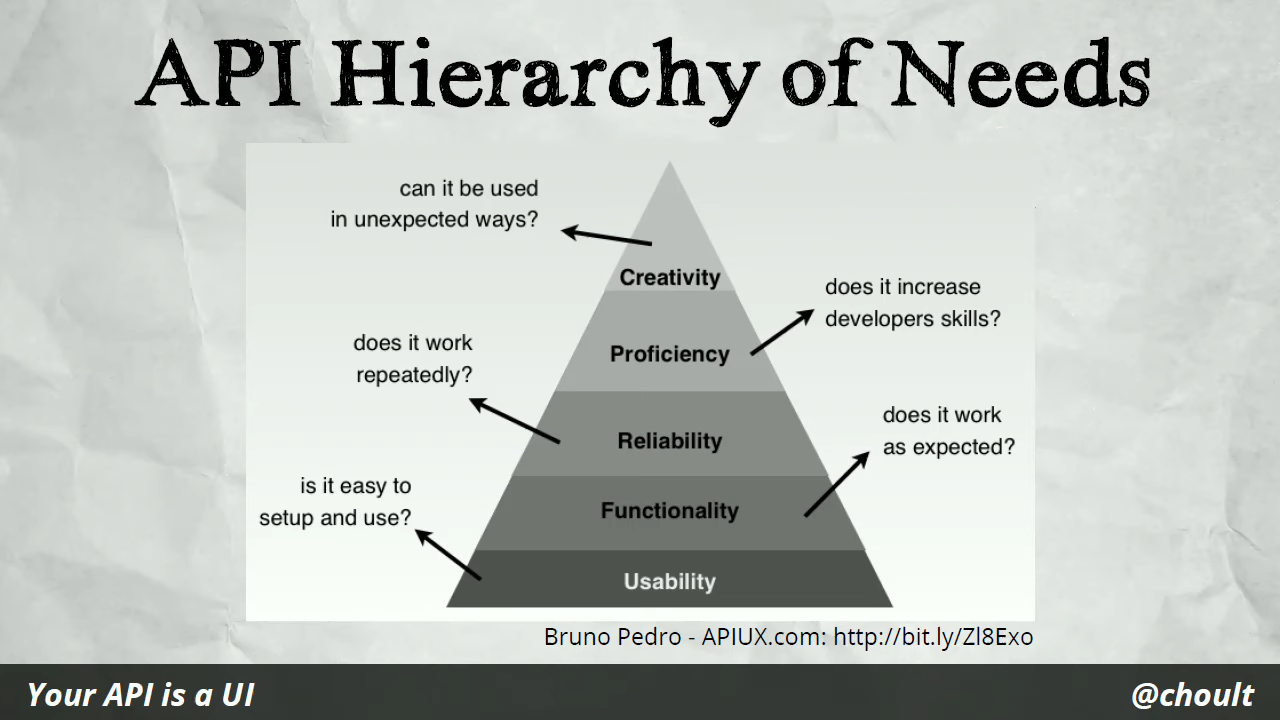 API Hierarchy of Needs
can it be used
in unexpected ways?
Creativity
does it increase
developers skills?
Proficiency
does it work
repeatedly?
Reliability
does it work
as expected?
Functionality
is it easy to
setup and use?
Usability
Bruno Pedro - APIUX.com: http://bit.ly/Zl8Exo
Your API is a UI
@choult